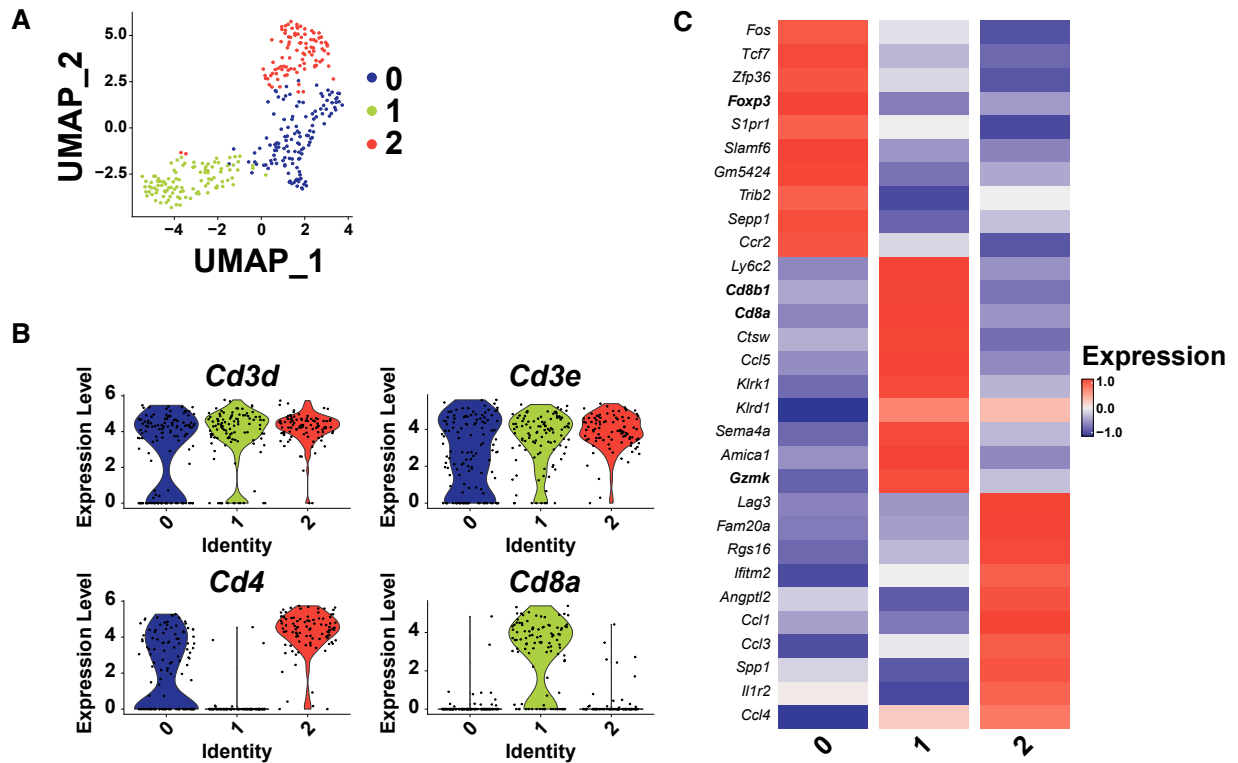 A
UMAP_2
5.0
2.5
0.0
−2.5
−4
−2
0
2
4
UMAP_1
0
1
2
B
Cd3d
Expression Level
6
4
2
0
0
1
2
Identity
Cd3e
Expression Level
4
2
0
0
1
2
Identity
Cd4
Expression Level
6
4
2
0
0
1
2
Identity
Cd8a
Expression Level
4
2
0
0
1
2
Identity
C
Fos
Tcf7
Zfp36
Foxp3
S1pr1
Slamf6
Gm5424
Trib2
Sepp1
Ccr2
Ly6c2
Cd8b1
Cd8a
Ctsw
Ccl5
Klrk1
Klrd1
Sema4a
Amica1
Gzmk
Lag3
Fam20a
Rgs16
Ifitm2
Angptl2
Ccl1
Ccl3
Spp1
Il1r2
Ccl4
0
1
2
Expression
1.0
0.0
−1.0